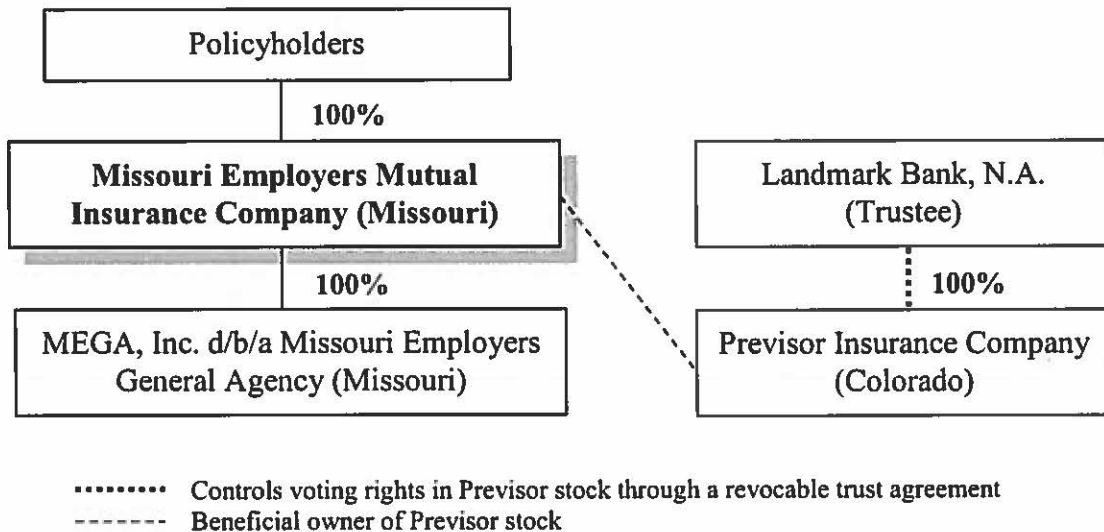 Policyholders
100%
Missouri Employers Mutual
Insurance Company (Missouri)
Landmark Bank, N.A.
(Trustee)
100%
100%
MEGA, Inc. d/b/a Missouri Employers
General Agency (Missouri)
Previsor Insurance Company
(Colorado)
Controls voting rights in Previsor stock through a revocable trust agreement
Beneficial owner of Previsor stock